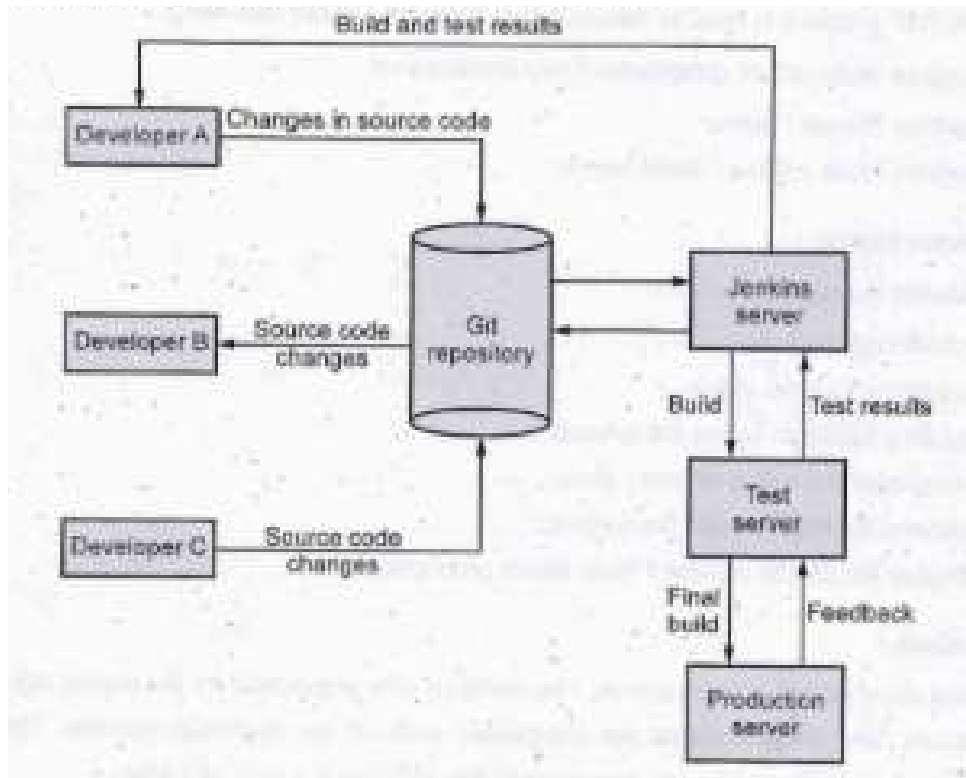 Build and test results
Developer A
Changes in source code
Git
repository
Jenkins
server
Developer B
Source code
changes
Build
Test results
Test
server
Developer C
Source code
changes
Final
build
Feedback
Production
server